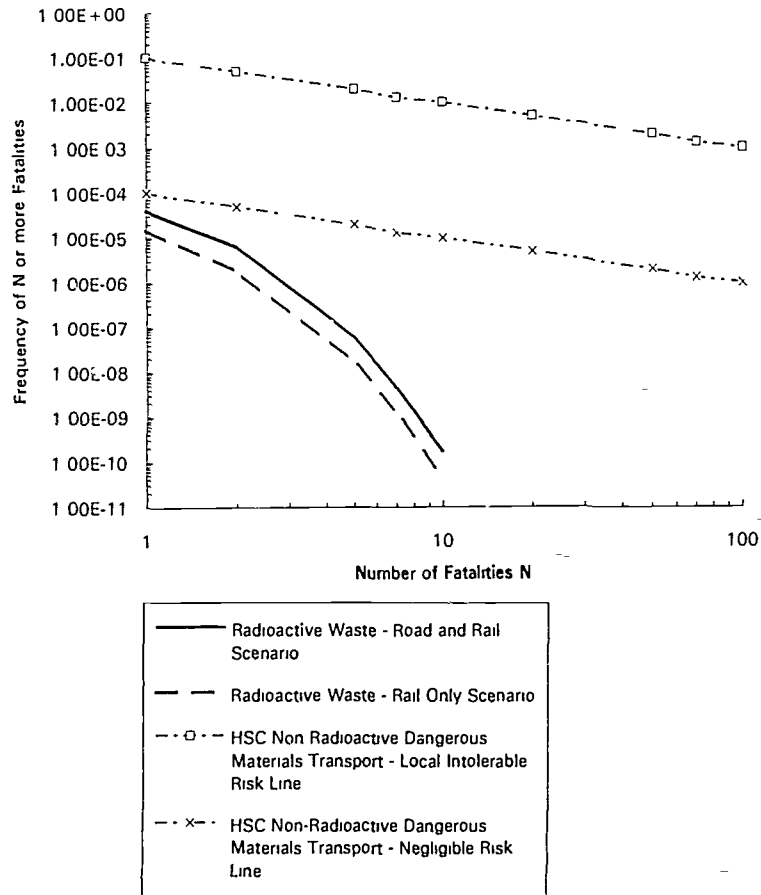 1 00E+00
1.00E-01
1.00E-02
1 00E 03
1 00E-04
1 00E-05
1 00E-06
1 00E-07
1 00E-08
1 00E-09
1 00E-10
1 00E-11
Frequency of N or more Fatalities
1
10
100
Number of Fatalities N
Radioactive Waste - Road and Rail
Scenario
Radioactive Waste - Rail Only Scenario
HSC Non Radioactive Dangerous
Materials Transport - Local Intolerable
Risk Line
HSC Non-Radioactive Dangerous
Materials Transport - Negligible Risk
Line